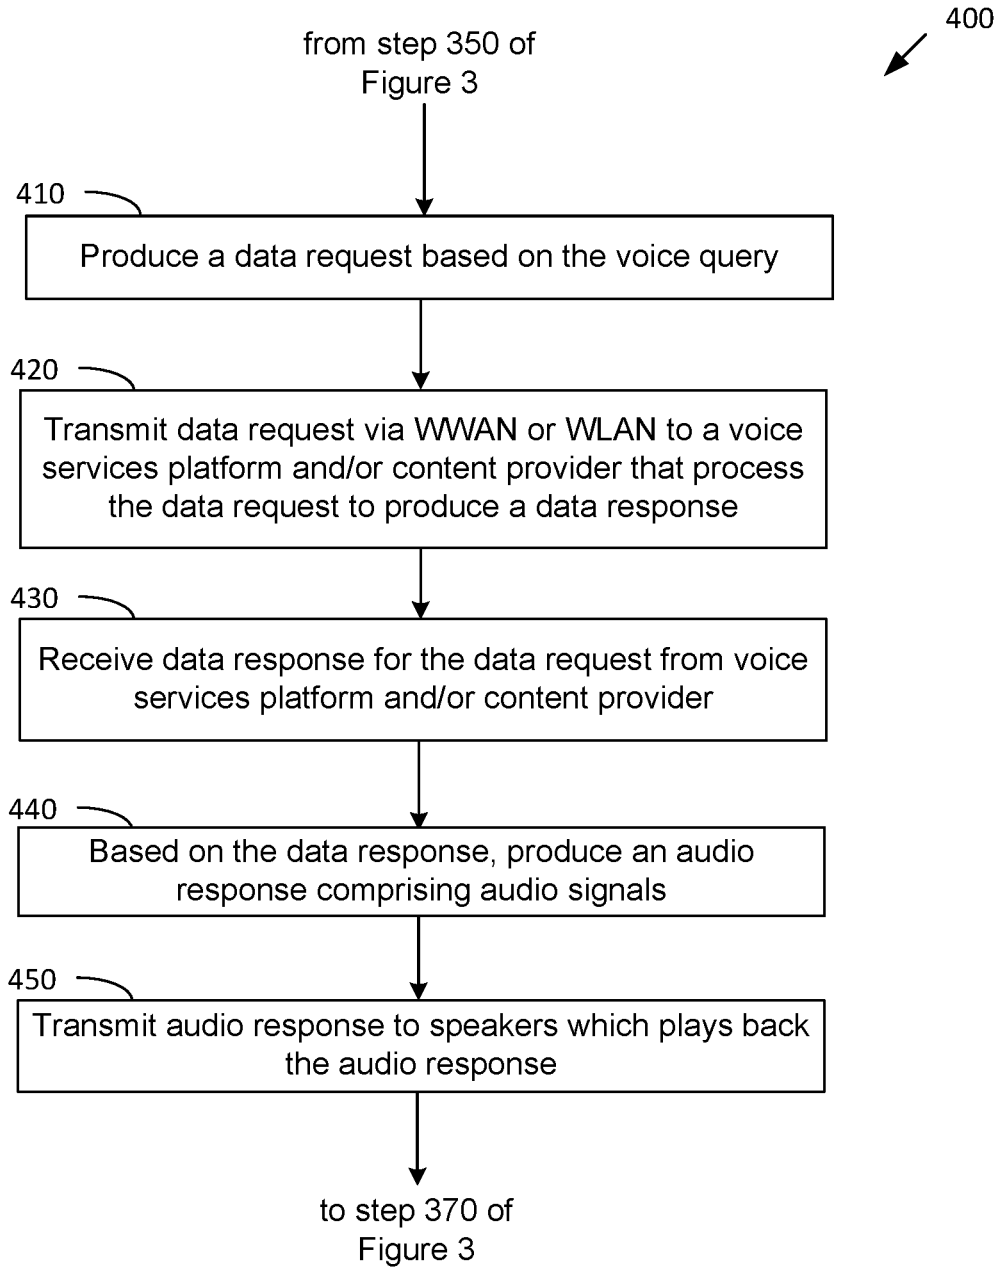 400
from step 350 of
Figure 3
410
Produce a data request based on the voice query
420
Transmit data request via WWAN or WLAN to a voice
services platform and/or content provider that process
the data request to produce a data response
430
Receive data response for the data request from voice
services platform and/or content provider
440
Based on the data response, produce an audio
response comprising audio signals
450
Transmit audio response to speakers which plays back
the audio response
to step 370 of
Figure 3